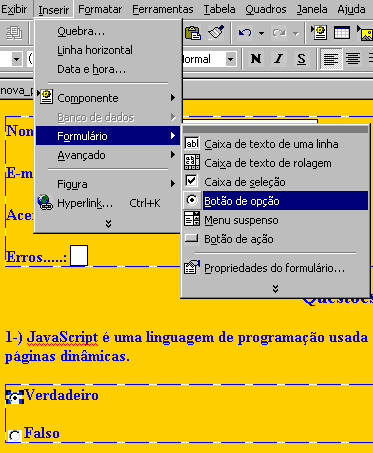 Exibir Inserir Formatar Ferramentas Tabela Quadros Janela Ajuda
Quebra...
Linha horizontal
Data e hora...
Componente
Banco de dados
Formulário
Avançado
Figura
Hyperlink... Ctrl+K
Caixa de texto de uma linha
Caixa de texto de rolagem
Caixa de seleção
Botão de opção
Menu suspenso
Botão de ação
Propriedades do formulário...
Normal
N I S
nova_p
Nom
E-m
Acer
Erros.....:
Questões
1-) JavaScript é uma linguagem de programação usada
páginas dinâmicas.
Verdadeiro
Falso